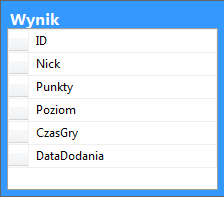 Wynik
ID
Nick
Punkty
Poziom
CzasGry
DataDodania